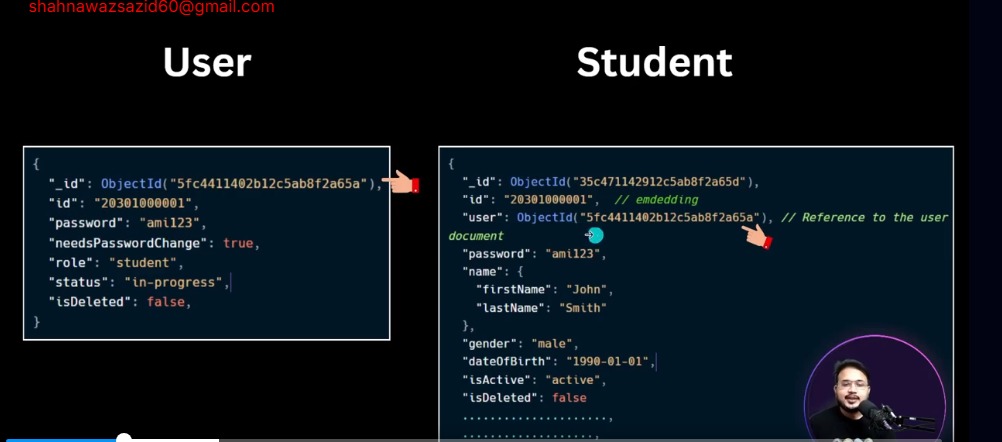 shahnawazsazid60@gmail.com
User
Student
{
"_id": ObjectId("5fc4411402b12c5ab8f2a65a"),
"id": "20301000001",
"password": "ami123",
"needsPasswordChange": true,
"role": "student",
"status": "in-progress",
"isDeleted": false,
}
{
"_id": ObjectId("35c471142912c5ab8f2a65d"),
"id": "20301000001", // emdedding
"user": ObjectId("5fc4411402b12c5ab8f2a65a"), // Reference to the user
document
"password": "ami123",
"name": {
"firstName": "John",
"lastName": "Smith"
},
"gender": "male",
"dateOfBirth": "1990-01-01",
"isActive": "active",
"isDeleted": false
......................,
......................,